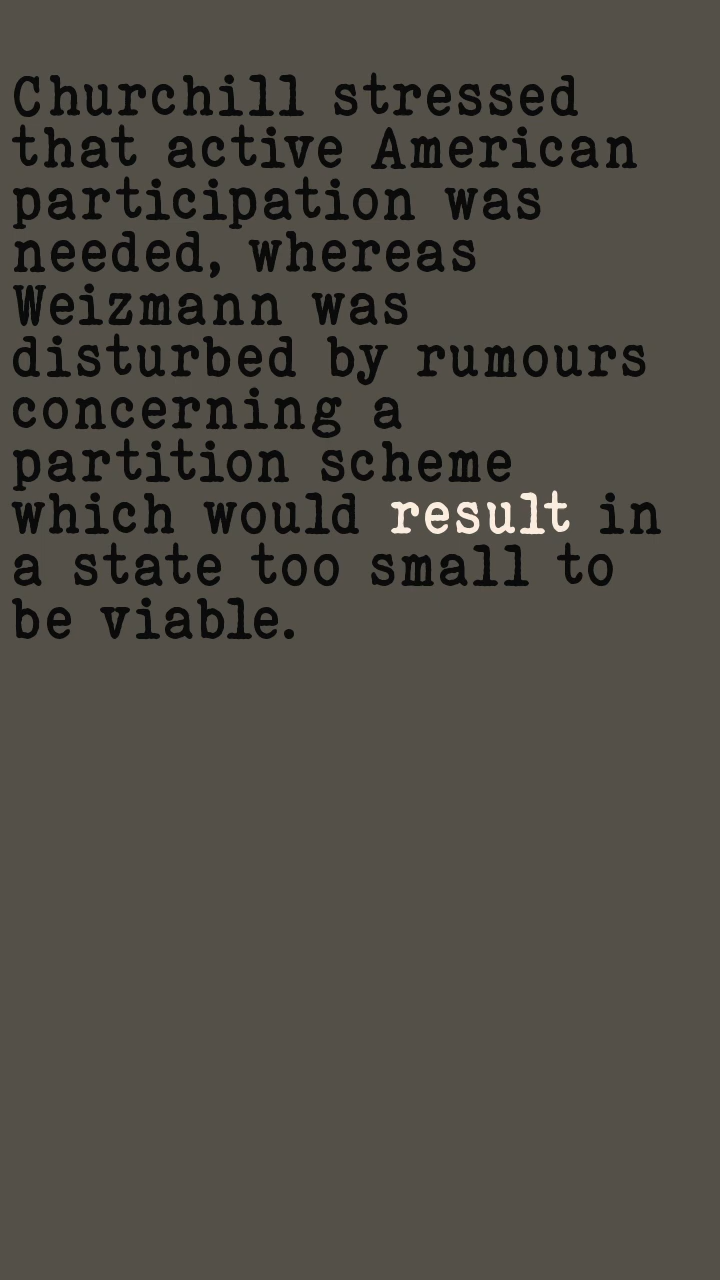 Churchill stressed
that active American
participation was
needed, whereas
Weizmann was
disturbed by rumours
concerning a
partition scheme
which would result in
a state too small to
be viable.